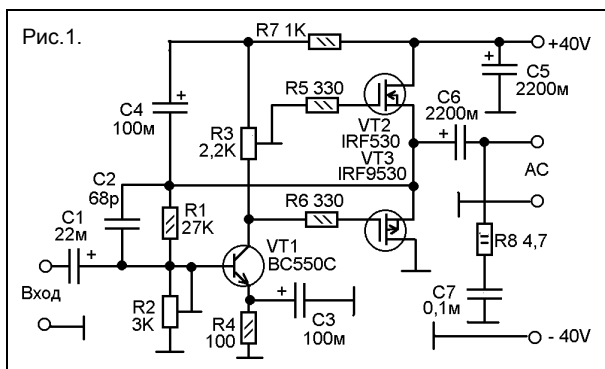 Рис.1.
R7 1K
+40V
C4
100м
R5 330
C5
2200м
C6
2200м
VT2
IRF530
VT3
IRF9530
R3
2,2K
AC
C2
68p
R1
27K
R6 330
C1
22м
VT1
BC550C
R8 4,7
Вход
R2
3K
R4
100
C3
100м
C7
0,1м
- 40V